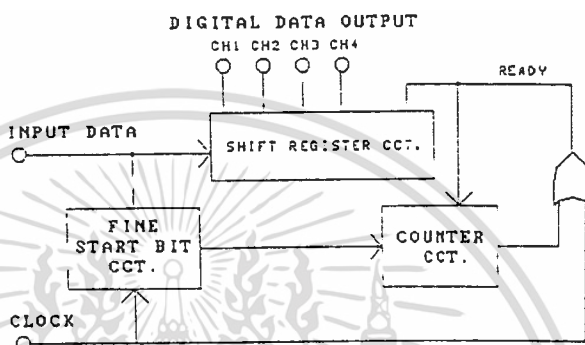 DIGITAL DATA OUTPUT
CH1 CH2 CH3 CH4
READY
INPUT DATA
SHIFT REGISTER CCT.
FINE
START BIT
CCT.
COUNTER
CCT.
CLOCK